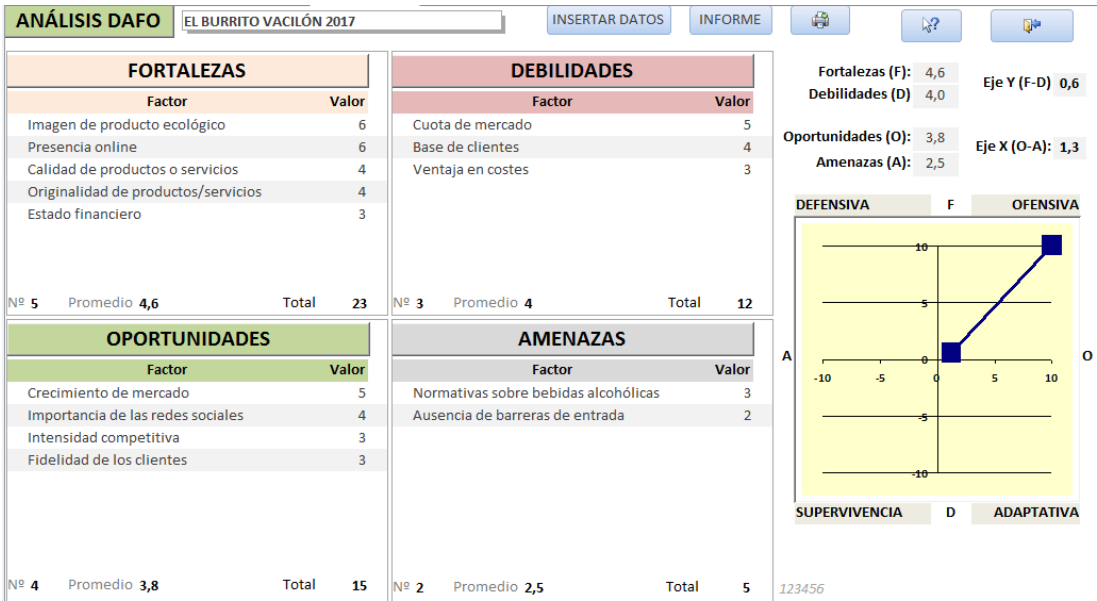 ANÁLISIS DAFO
EL BURRITO VACILÓN 2017
INSERTAR DATOS
INFORME
FORTALEZAS
Factor Valor
Imagen de producto ecológico 6
Presencia online 6
Calidad de productos o servicios 4
Originalidad de productos/servicios 4
Estado financiero 3
Nº 5 Promedio 4,6 Total 23
DEBILIDADES
Factor Valor
Cuota de mercado 5
Base de clientes 4
Ventaja en costes 3
Nº 3 Promedio 4 Total 12
OPORTUNIDADES
Factor Valor
Crecimiento de mercado 5
Importancia de las redes sociales 4
Intensidad competitiva 3
Fidelidad de los clientes 3
Nº 4 Promedio 3,8 Total 15
AMENAZAS
Factor Valor
Normativas sobre bebidas alcohólicas 3
Ausencia de barreras de entrada 2
Nº 2 Promedio 2,5 Total 5
Fortalezas (F): 4,6
Debilidades (D) 4,0
Eje Y (F-D) 0,6
Oportunidades (O): 3,8
Amenazas (A): 2,5
Eje X (O-A): 1,3
DEFENSIVA F OFENSIVA
10
5
A 0 O
-10 -5 0 5 10
-5
-10
SUPERVIVENCIA D ADAPTATIVA
123456